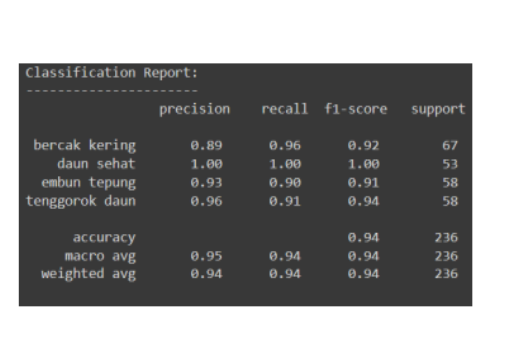 Classification Report:
----------------------
precision recall f1-score support
bercak kering 0.89 0.96 0.92 67
daun sehat 1.00 1.00 1.00 53
embun tepung 0.93 0.90 0.91 58
tenggorok daun 0.96 0.91 0.94 58
accuracy 0.94 236
macro avg 0.95 0.94 0.94 236
weighted avg 0.94 0.94 0.94 236